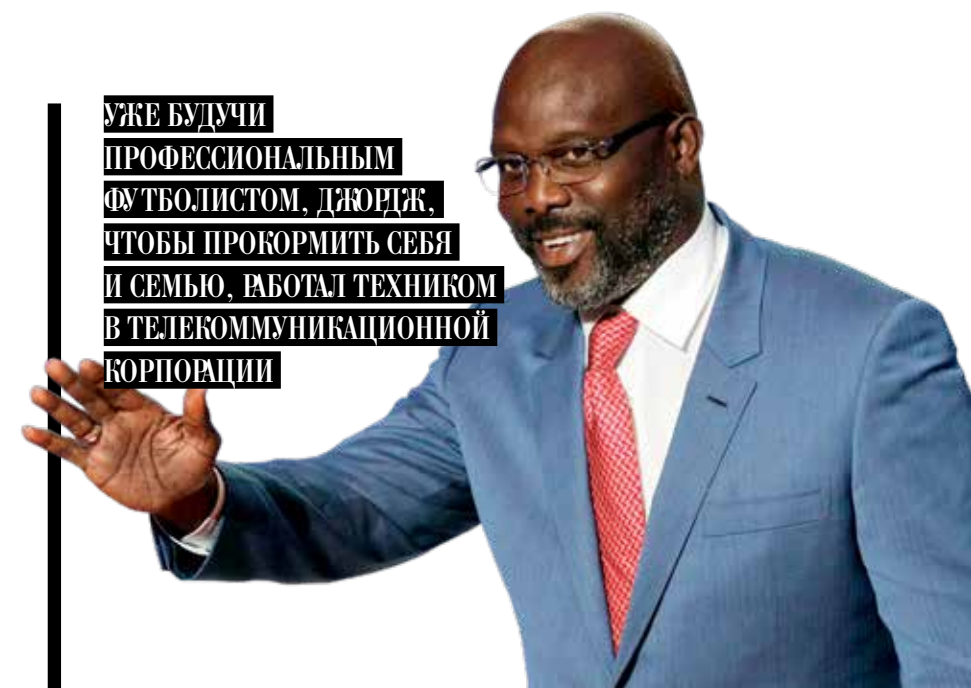 УЖЕ БУДУЧИ
ПРОФЕССИОНАЛЬНЫМ
ФУТБОЛИСТОМ, ДЖОРДЖ,
ЧТОБЫ ПРОКОРМИТЬ СЕБЯ
И СЕМЬЮ, РАБОТАЛ ТЕХНИКОМ
В ТЕЛЕКОММУНИКАЦИОННОЙ
КОРПОРАЦИИ